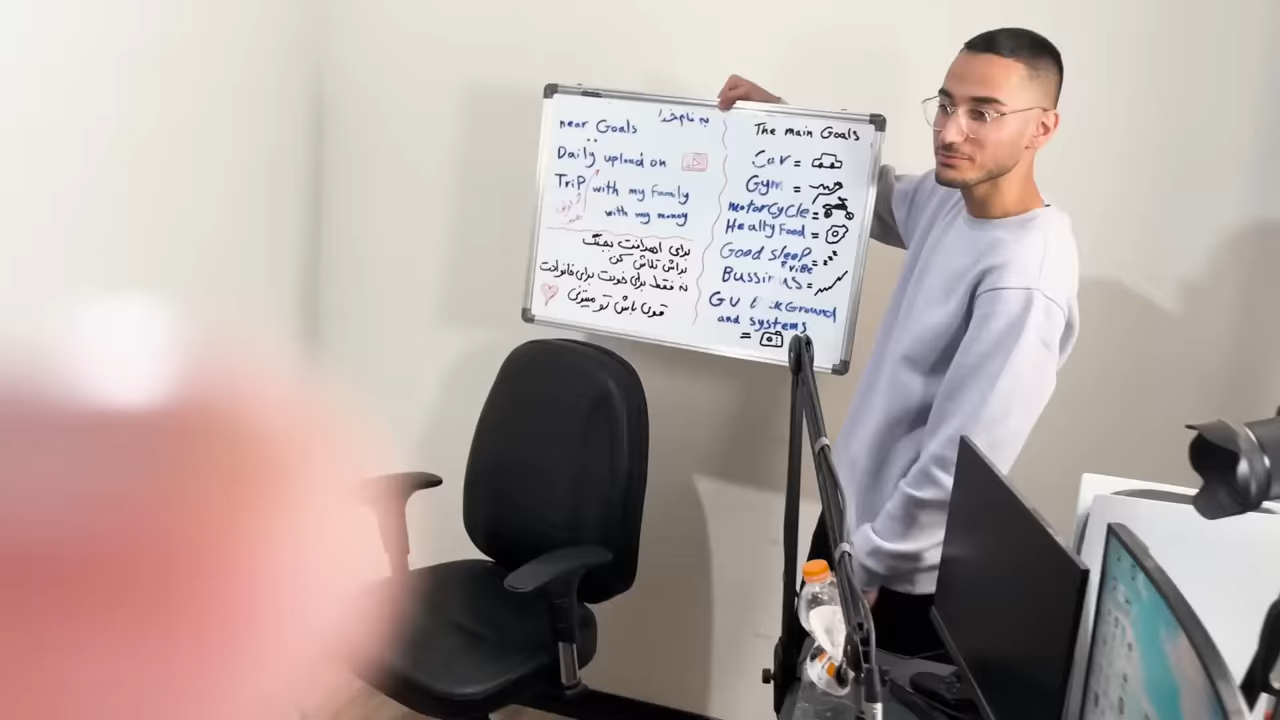 به نام خدا
near Goals
Daily upload on
Trip with my Family
with my money
برای اهدافت بجنگ
براش تلاش کن
نه فقط برای خودت برای خانوادت
قوی باش تو میتونی
The main Goals
Car =
Gym =
motorcycle =
Healty Food =
Good sleep =
vibe
=
Ground
and systems
=